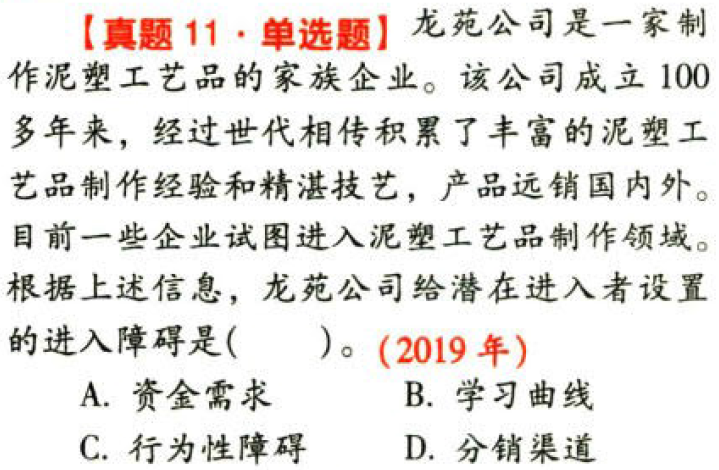 【真题 11·单选题】 龙苑公司是一家制
作泥塑工艺品的家族企业。该公司成立 100
多年来，经过世代相传积累了丰富的泥塑工
艺品制作经验和精湛技艺，产品远销国内外。
目前一些企业试图进入泥塑工艺品制作领域。
根据上述信息，龙苑公司给潜在进入者设置
的进入障碍是(　　)。(2019 年)
A. 资金需求　　B. 学习曲线
C. 行为性障碍　　D. 分销渠道